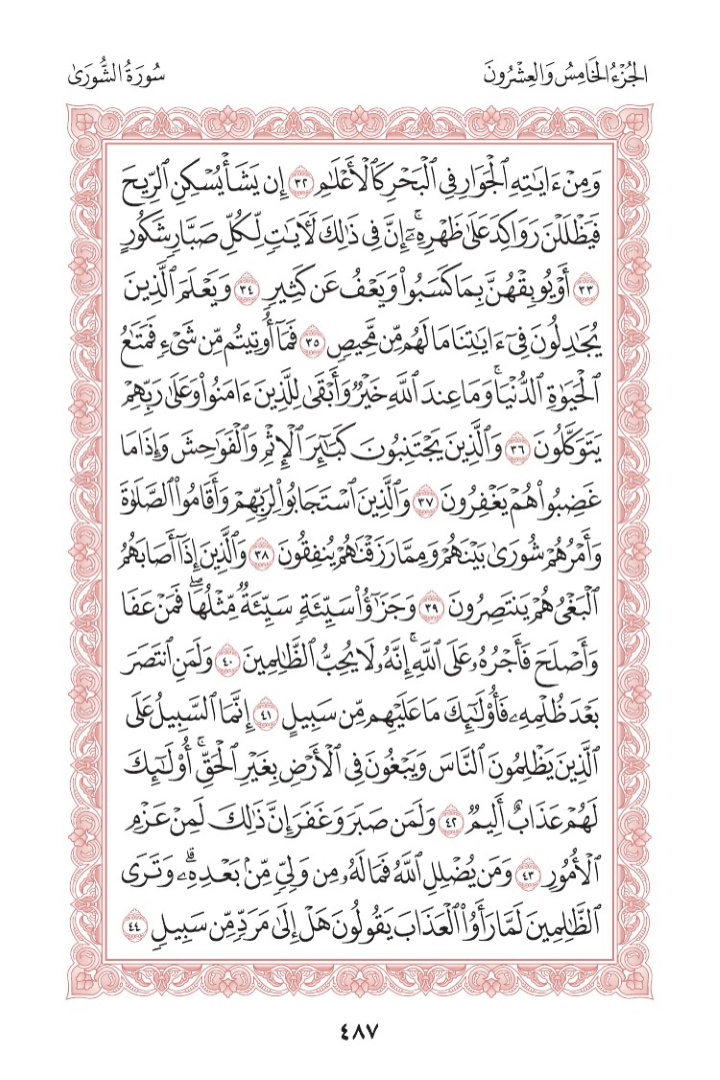 الجُزْءُ الخَامِسُ وَالعِشْرُونَ
سُورَةُ الشُّورَىٰ
وَمِنْ ءَايَٰتِهِ ٱلْجَوَارِ فِى ٱلْبَحْرِ كَٱلْأَعْلَٰمِ ٣٢ إِن يَشَأْ يُسْكِنِ ٱلرِّيحَ
فَيَظْلَلْنَ رَوَاكِدَ عَلَىٰ ظَهْرِهِۦٓ ۚ إِنَّ فِى ذَٰلِكَ لَـَٔايَٰتٍ لِّكُلِّ صَبَّارٍ شَكُورٍ
٣٣ أَوْ يُوبِقْهُنَّ بِمَا كَسَبُوا۟ وَيَعْفُ عَن كَثِيرٍ ٣٤ وَيَعْلَمَ ٱلَّذِينَ
يُجَٰدِلُونَ فِىٓ ءَايَٰتِنَا مَا لَهُم مِّن مَّحِيصٍ ٣٥ فَمَآ أُوتِيتُم مِّن شَىْءٍ فَمَتَٰعُ
ٱلْحَيَوٰةِ ٱلدُّنْيَا ۖ وَمَا عِندَ ٱللَّهِ خَيْرٌ وَأَبْقَىٰ لِلَّذِينَ ءَامَنُوا۟ وَعَلَىٰ رَبِّهِمْ
يَتَوَكَّلُونَ ٣٦ وَٱلَّذِينَ يَجْتَنِبُونَ كَبَٰٓئِرَ ٱلْإِثْمِ وَٱلْفَوَٰحِشَ وَإِذَا مَا
غَضِبُوا۟ هُمْ يَغْفِرُونَ ٣٧ وَٱلَّذِينَ ٱسْتَجَابُوا۟ لِرَبِّهِمْ وَأَقَامُوا۟ ٱلصَّلَوٰةَ
وَأَمْرُهُمْ شُورَىٰ بَيْنَهُمْ وَمِمَّا رَزَقْنَٰهُمْ يُنفِقُونَ ٣٨ وَٱلَّذِينَ إِذَآ أَصَابَهُمُ
ٱلْبَغْىُ هُمْ يَنتَصِرُونَ ٣٩ وَجَزَٰٓؤُا۟ سَيِّئَةٍ سَيِّئَةٌ مِّثْلُهَا ۖ فَمَنْ عَفَا
وَأَصْلَحَ فَأَجْرُهُۥ عَلَى ٱللَّهِ ۚ إِنَّهُۥ لَا يُحِبُّ ٱلظَّٰلِمِينَ ٤٠ وَلَمَنِ ٱنتَصَرَ
بَعْدَ ظُلْمِهِۦ فَأُو۟لَٰٓئِكَ مَا عَلَيْهِم مِّن سَبِيلٍ ٤١ إِنَّمَا ٱلسَّبِيلُ عَلَى
ٱلَّذِينَ يَظْلِمُونَ ٱلنَّاسَ وَيَبْغُونَ فِى ٱلْأَرْضِ بِغَيْرِ ٱلْحَقِّ ۚ أُو۟لَٰٓئِكَ
لَهُمْ عَذَابٌ أَلِيمٌ ٤٢ وَلَمَن صَبَرَ وَغَفَرَ إِنَّ ذَٰلِكَ لَمِنْ عَزْمِ
ٱلْأُمُورِ ٤٣ وَمَن يُضْلِلِ ٱللَّهُ فَمَا لَهُۥ مِن وَلِىٍّ مِّنۢ بَعْدِهِۦ ۗ وَتَرَى
ٱلظَّٰلِمِينَ لَمَّا رَأَوُا۟ ٱلْعَذَابَ يَقُولُونَ هَلْ إِلَىٰ مَرَدٍّ مِّن سَبِيلٍ ٤٤
٤٨٧